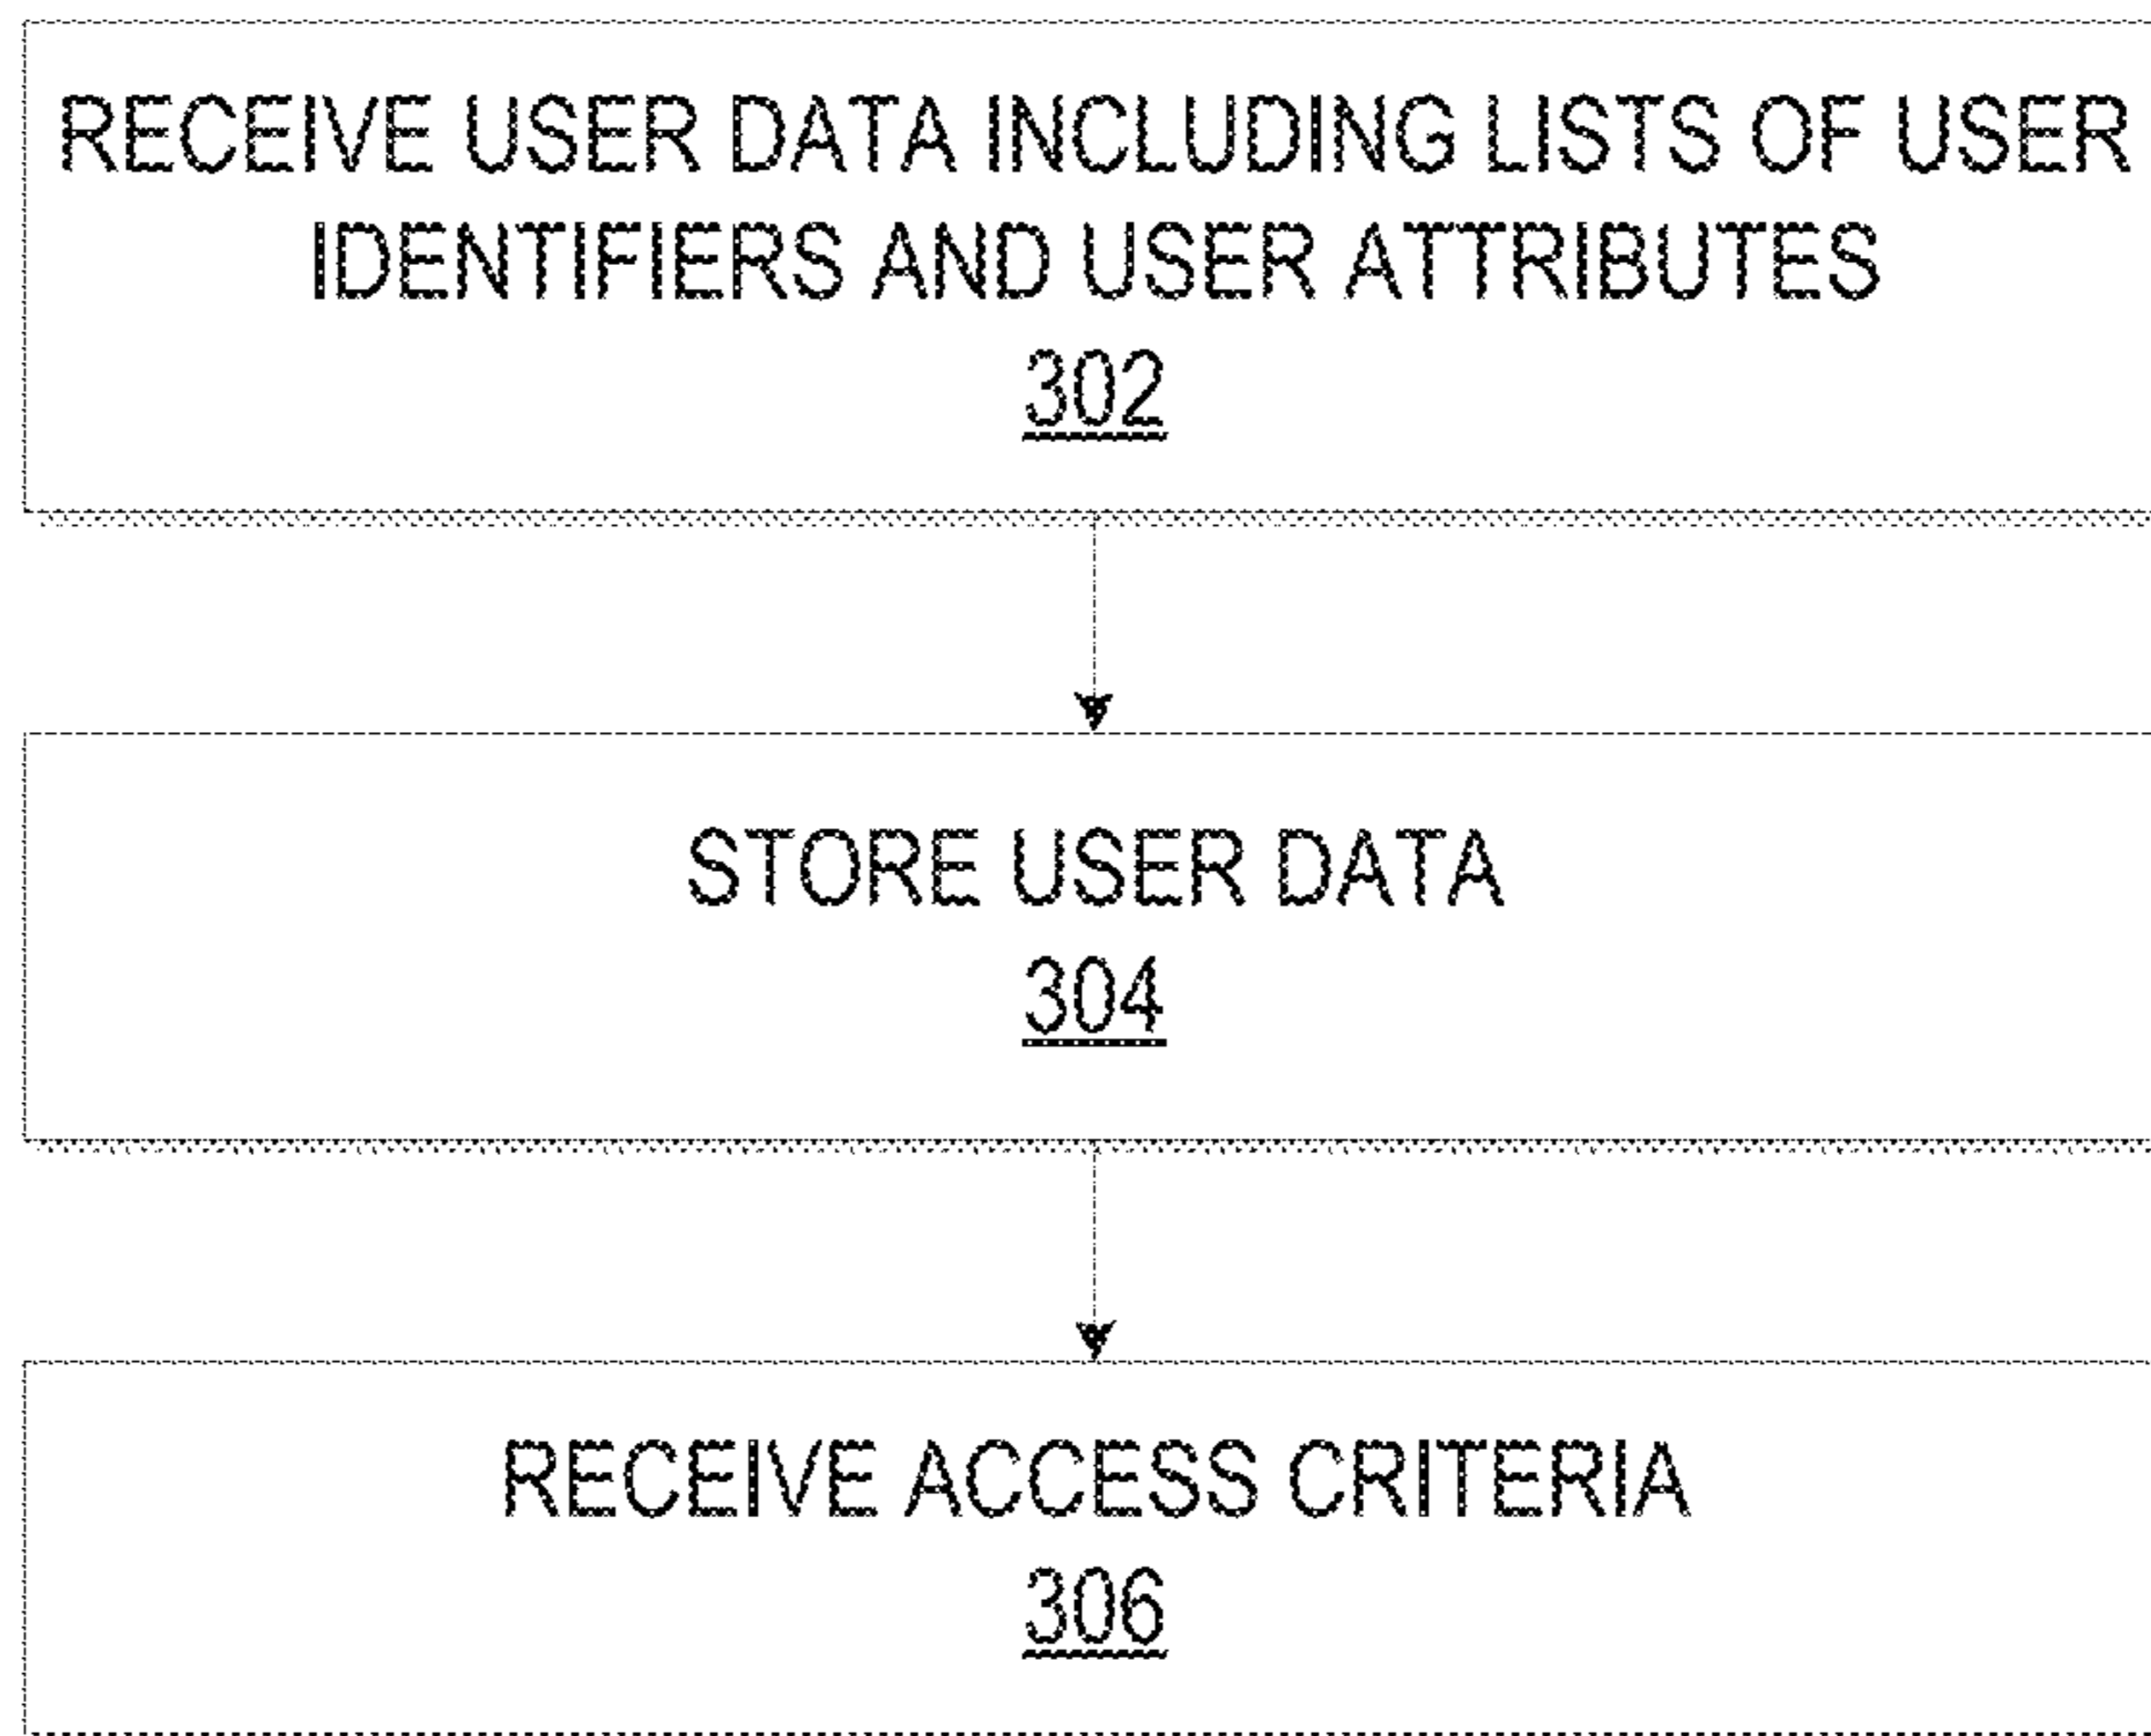 RECEIVE USER DATA INCLUDING LISTS OF USER
IDENTIFIERS AND USER ATTRIBUTES
302
STORE USER DATA
304
RECEIVE ACCESS CRITERIA
306